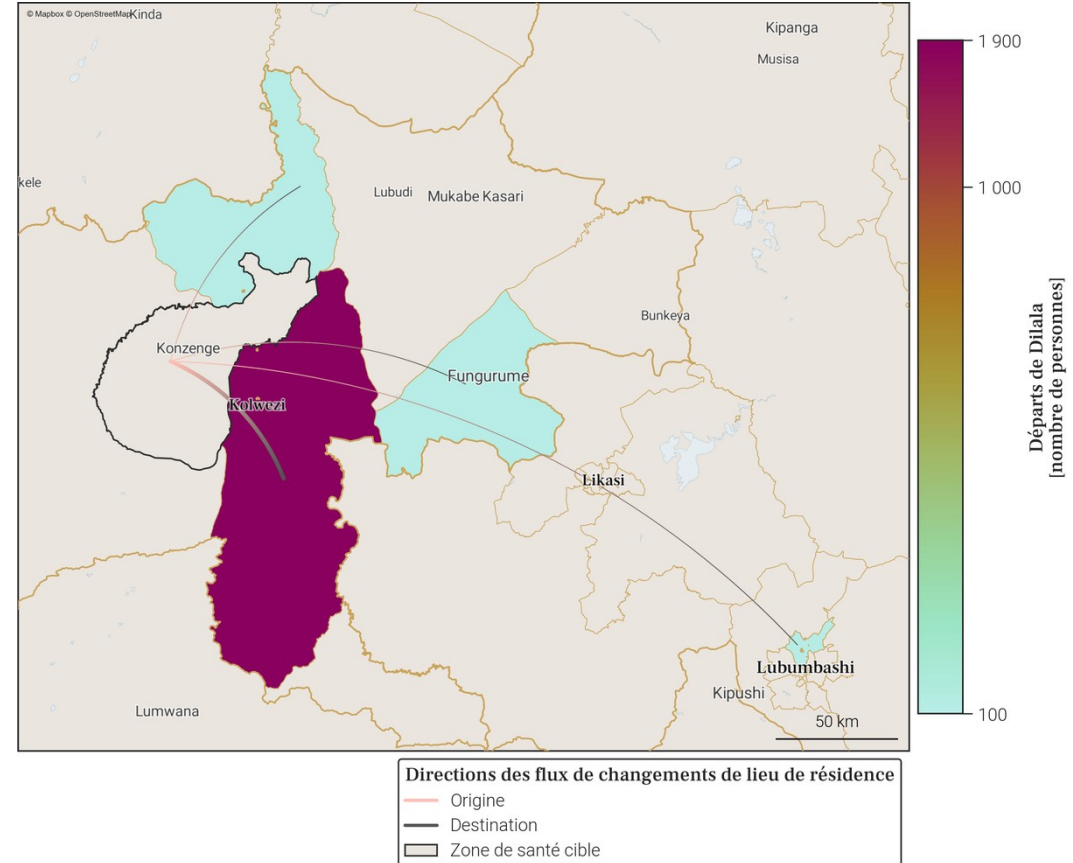 © Mapbox © OpenStreetMap
Kinda
Kipanga
Musisa
kele
Lubudi
Mukabe Kasari
Bunkeya
Konzenge
Fungurume
Kolwezi
Likasi
Lubumbashi
Kipushi
Lumwana
50 km
1 900
1 000
100
Départs de Dilala
[nombre de personnes]
Directions des flux de changements de lieu de résidence
Origine
Destination
Zone de santé cible